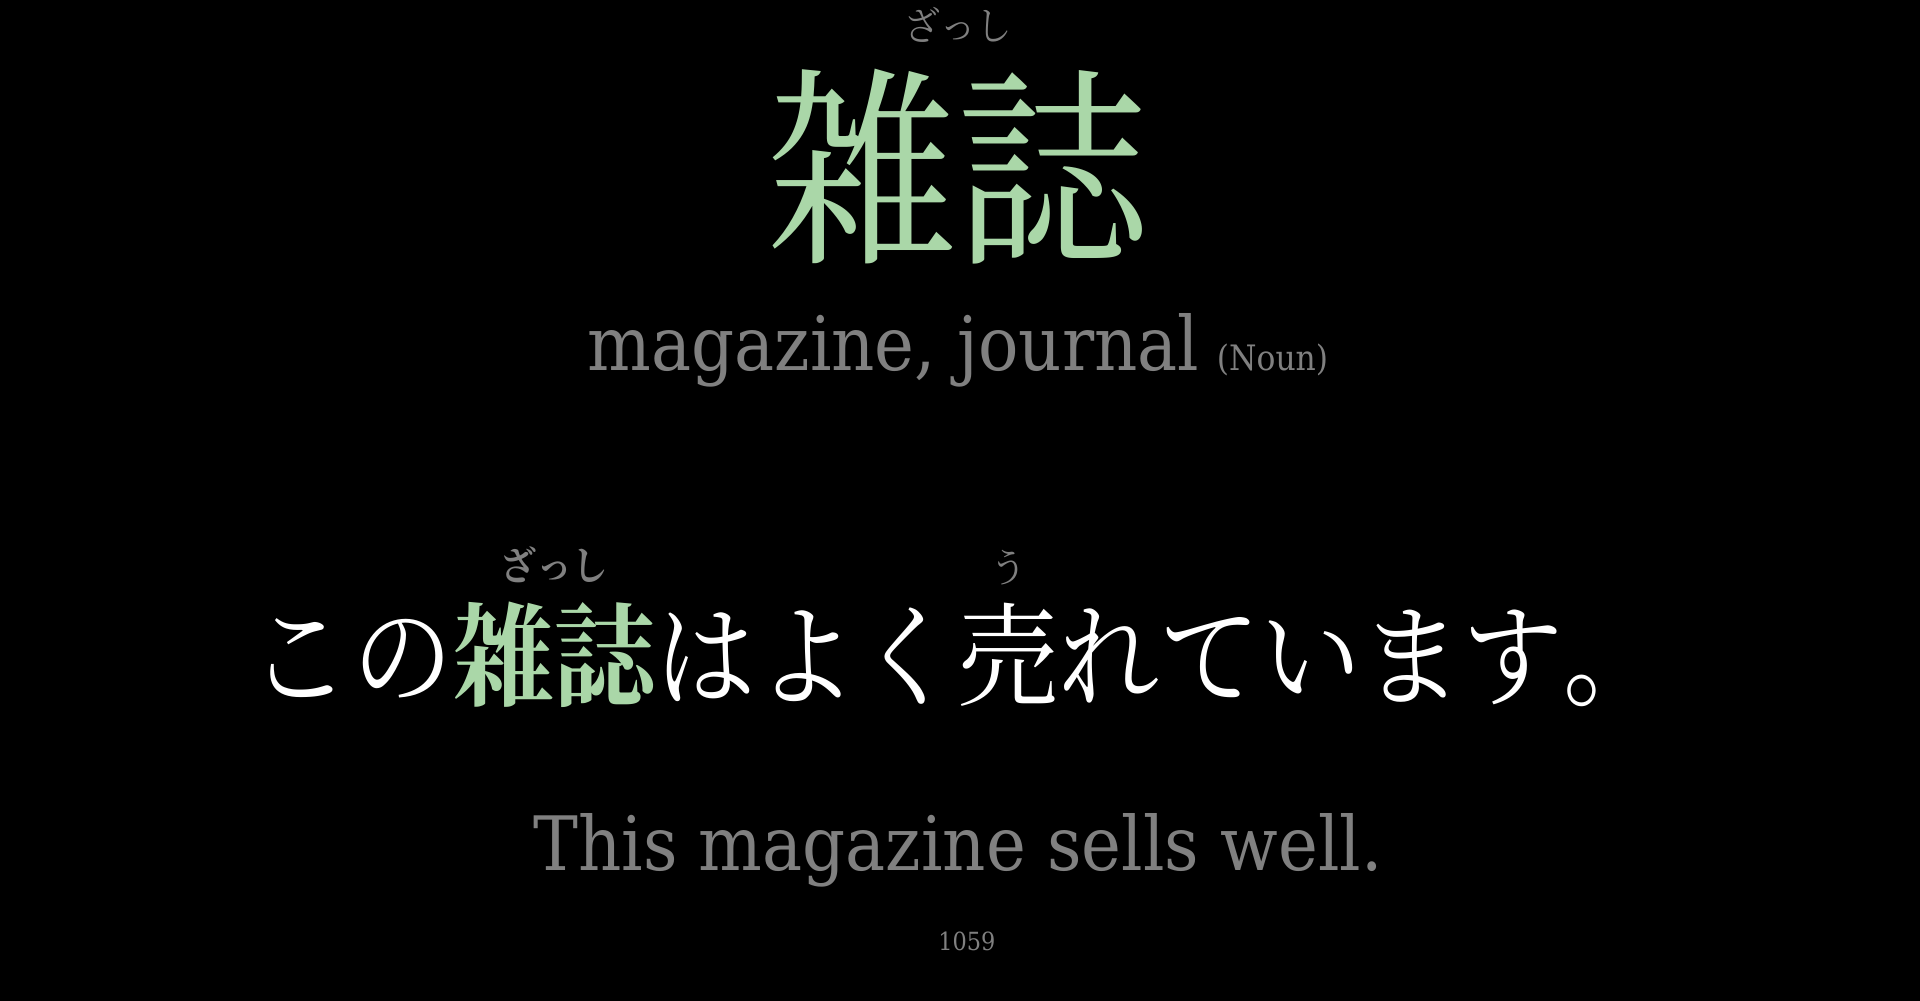 ざっし
雑誌
magazine, journal (Noun)
ざっし う
この雑誌はよく売れています。
This magazine sells well.
1059